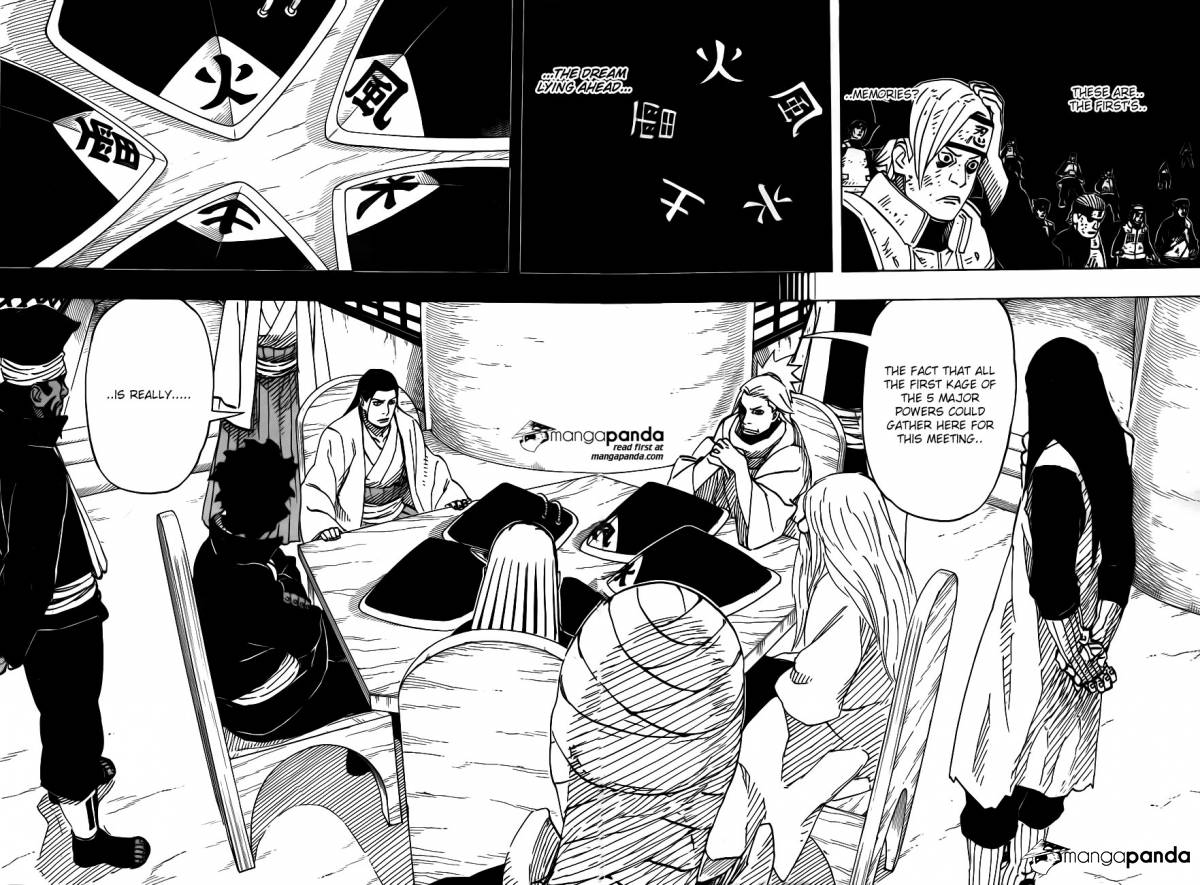 THESE ARE..
THE FIRST'S..
..MEMORIES?
忍
...THE DREAM
LYING AHEAD...
火
風
水
土
雷
火
風
水
土
雷
THE FACT THAT ALL
THE FIRST KAGE OF
THE 5 MAJOR
POWERS COULD
GATHER HERE FOR
THIS MEETING..
..IS REALLY.....
mangapanda
read first at
mangapanda.com
水
mangapanda